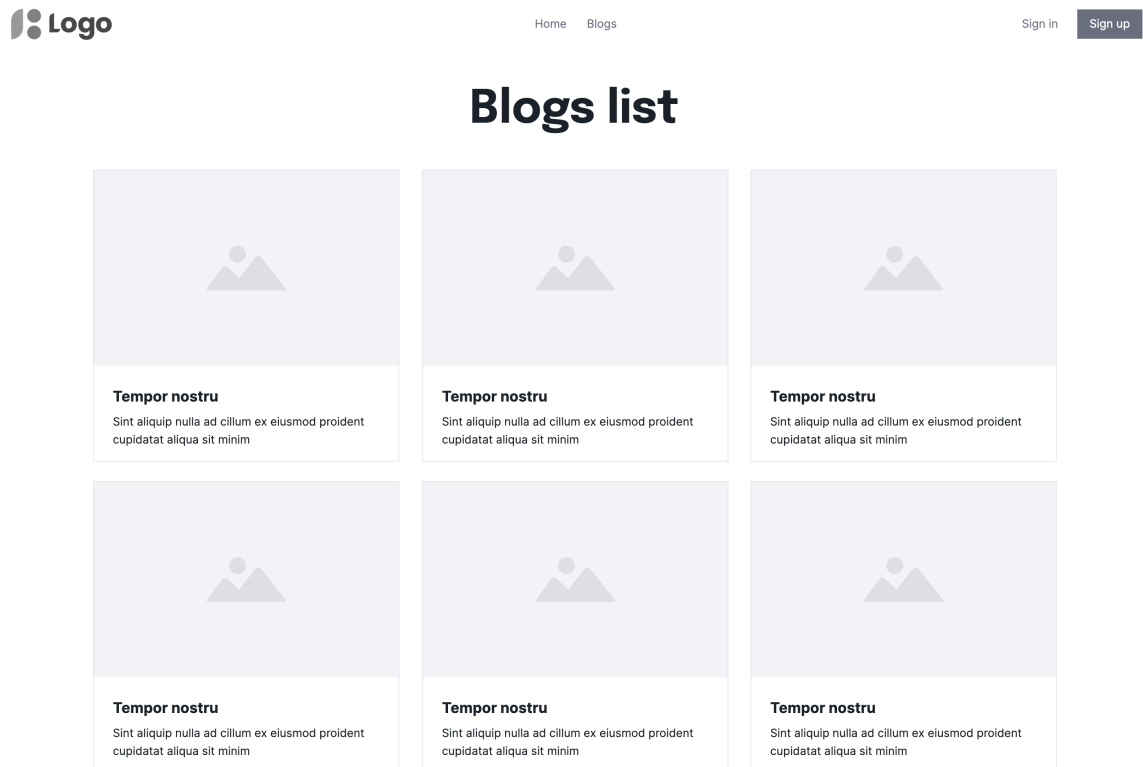 Logo
Home
Blogs
Sign in
Sign up
Blogs list
Tempor nostru
Sint aliquip nulla ad cillum ex eiusmod proident
cupidatat aliqua sit minim
Tempor nostru
Sint aliquip nulla ad cillum ex eiusmod proident
cupidatat aliqua sit minim
Tempor nostru
Sint aliquip nulla ad cillum ex eiusmod proident
cupidatat aliqua sit minim
Tempor nostru
Sint aliquip nulla ad cillum ex eiusmod proident
cupidatat aliqua sit minim
Tempor nostru
Sint aliquip nulla ad cillum ex eiusmod proident
cupidatat aliqua sit minim
Tempor nostru
Sint aliquip nulla ad cillum ex eiusmod proident
cupidatat aliqua sit minim